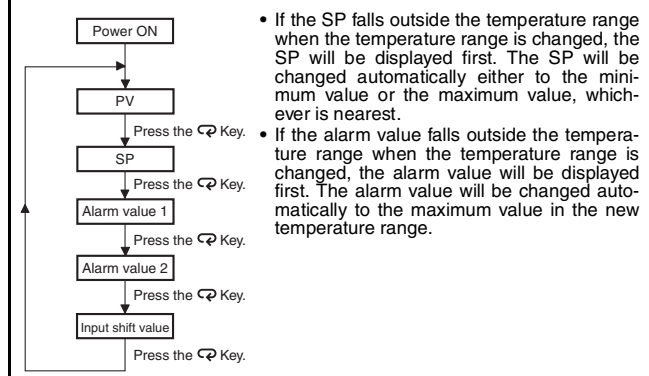 Power ON
PV
Press the Key.
SP
Press the Key.
Alarm value 1
Press the Key.
Alarm value 2
Press the Key.
Input shift value
Press the Key.
• If the SP falls outside the temperature range
when the temperature range is changed, the
SP will be displayed first. The SP will be
changed automatically either to the mini-
mum value or the maximum value, which-
ever is nearest.
• If the alarm value falls outside the tempera-
ture range when the temperature range is
changed, the alarm value will be displayed
first. The alarm value will be changed auto-
matically to the maximum value in the new
temperature range.